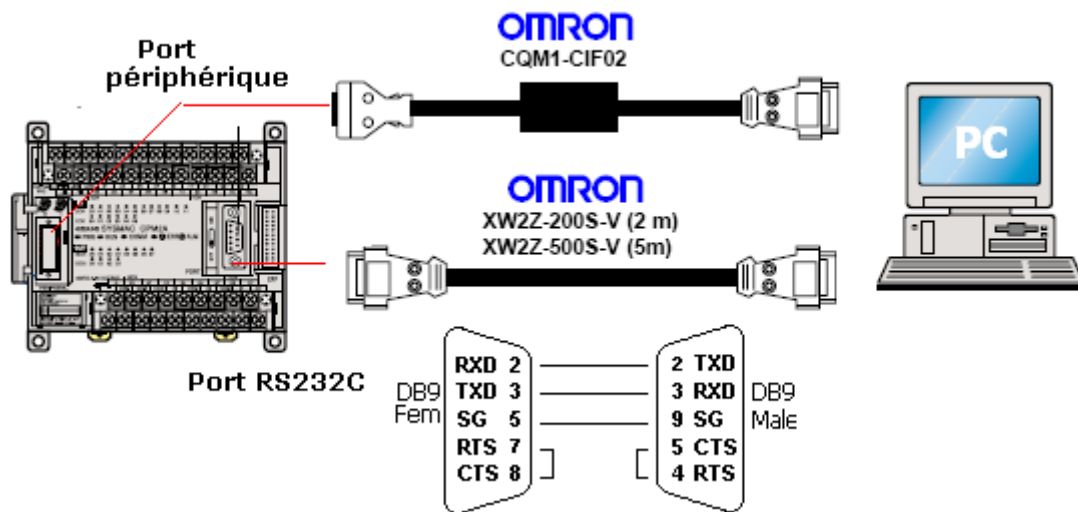 OMRON
CQM1-CIF02
Port
périphérique
PC
SYSMAC CPM2A
OMRON
XW2Z-200S-V (2 m)
XW2Z-500S-V (5m)
Port RS232C
DB9
Fem
RXD 2
TXD 3
SG 5
RTS 7
CTS 8
2 TXD
3 RXD
9 SG
5 CTS
4 RTS
DB9
Male